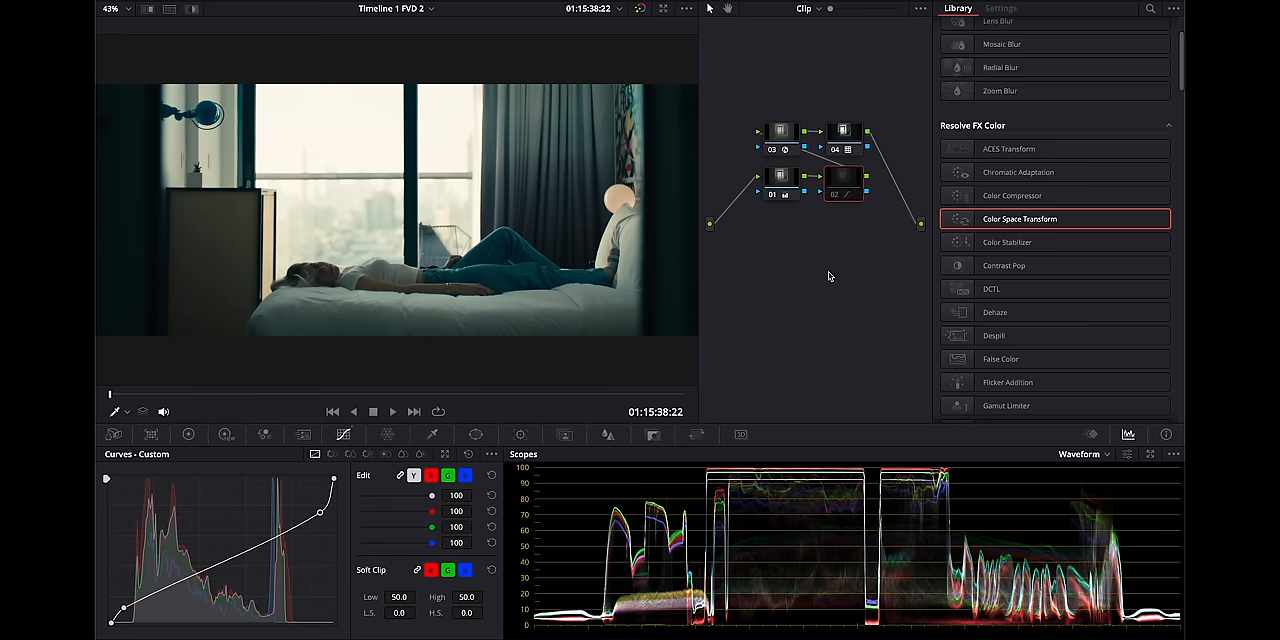 43%
Timeline 1 FVD 2
01:15:38:22
Clip
Library
Settings
Lens Blur
Mosaic Blur
Radial Blur
Zoom Blur
Resolve FX Color
ACES Transform
Chromatic Adaptation
Color Compressor
Color Space Transform
Color Stabilizer
Contrast Pop
DCTL
Dehaze
Despill
False Color
Flicker Addition
Gamut Limiter
03
04
01
02
01:15:38:22
3D
Curves - Custom
Edit
Y
100
100
100
100
Soft Clip
Low 50.0 High 50.0
L.S. 0.0 H.S. 0.0
Scopes
Waveform
100
90
80
70
60
50
40
30
20
10
0